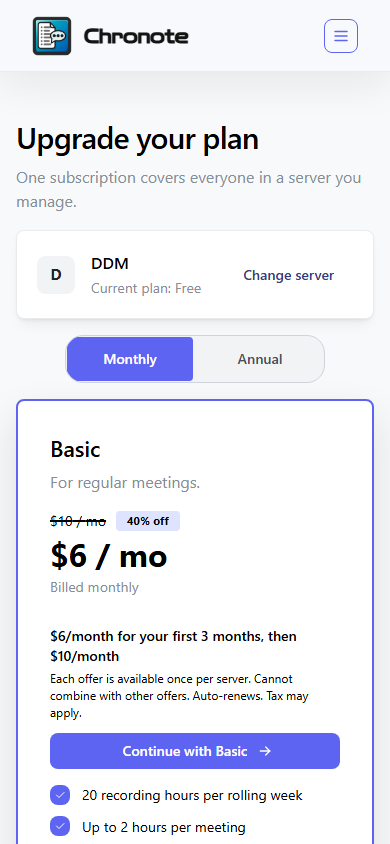 Chronote
Upgrade your plan
One subscription covers everyone in a server you
manage.
D
DDM
Current plan: Free
Change server
Monthly
Annual
Basic
For regular meetings.
$10 / mo
40% off
$6 / mo
Billed monthly
$6/month for your first 3 months, then
$10/month
Each offer is available once per server. Cannot
combine with other offers. Auto-renews. Tax may
apply.
Continue with Basic →
20 recording hours per rolling week
Up to 2 hours per meeting